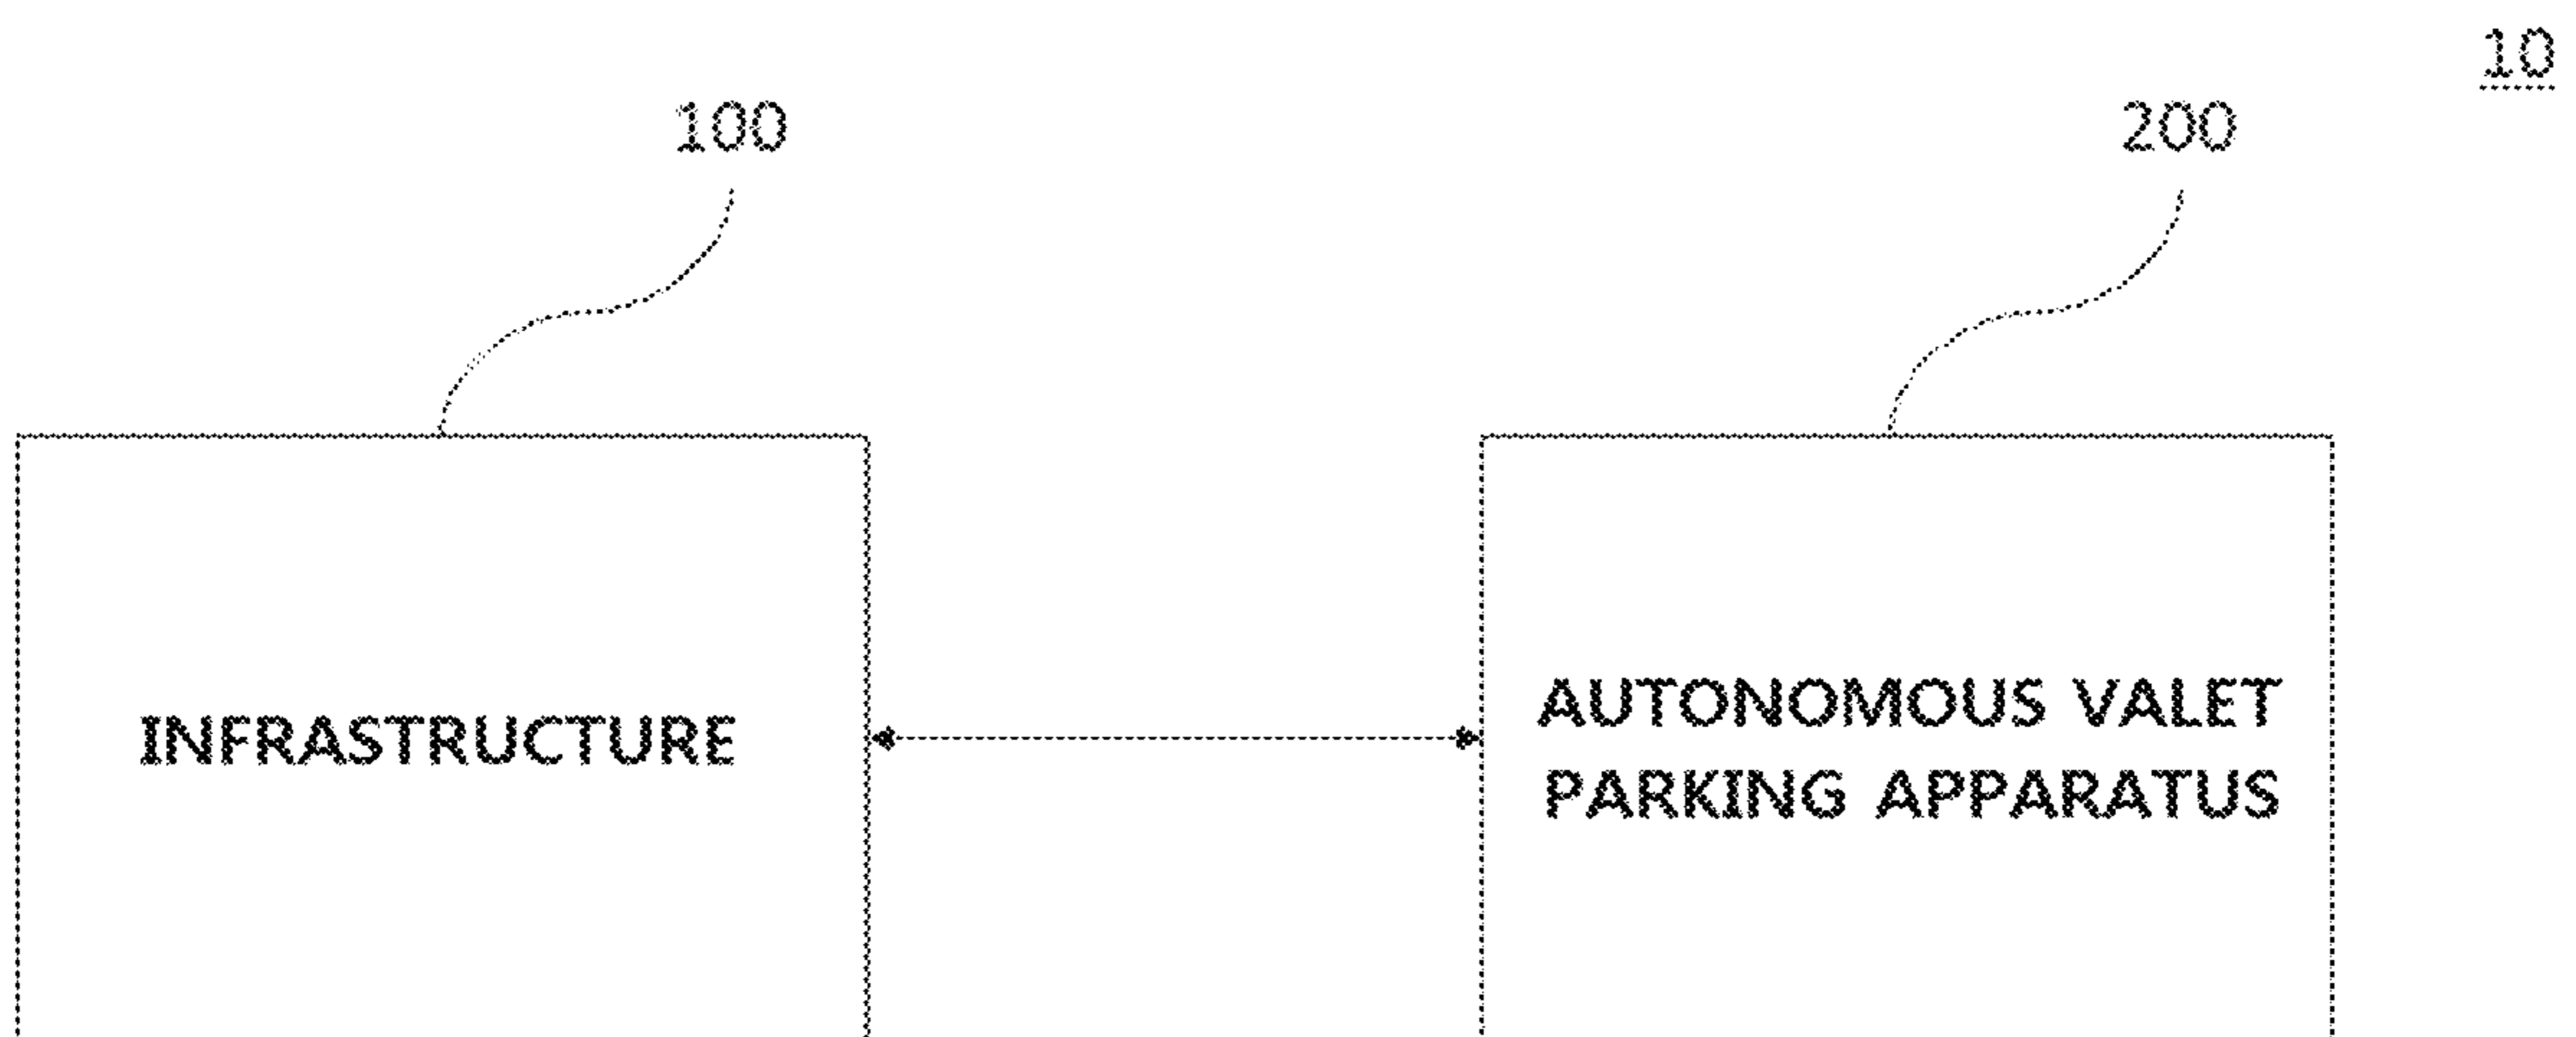 10
100
200
INFRASTRUCTURE
AUTONOMOUS VALET
PARKING APPARATUS